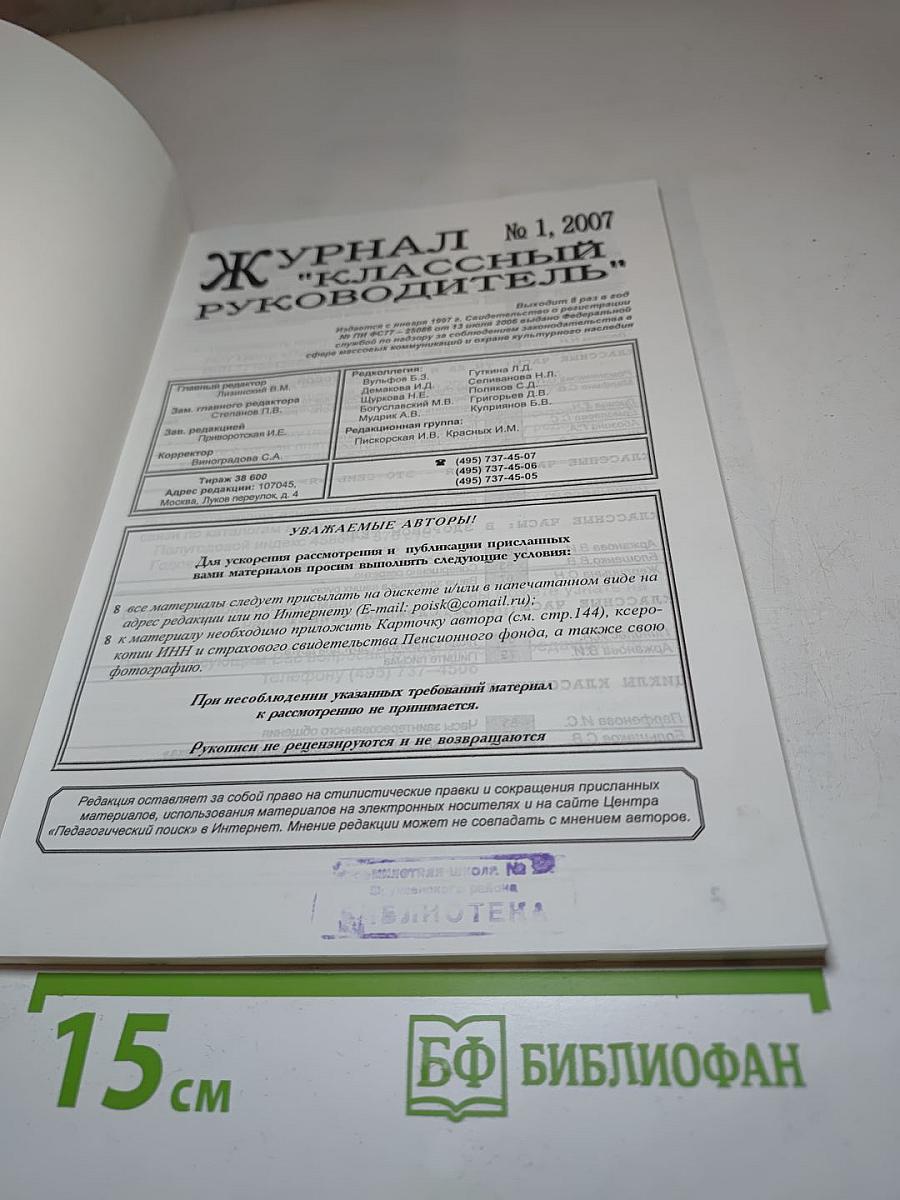 ЖУРНАЛ № 1, 2007
"КЛАССНЫЙ
РУКОВОДИТЕЛЬ"
Выходит 8 раз в год
Издается с января 1997 г. Свидетельство о регистрации
№ ПИ ФС77 – 25086 от 13 июля 2006 выдано Федеральной
службой по надзору за соблюдением законодательства в
сфере массовых коммуникаций и охране культурного наследия
Главный редактор
Лизинский В.М.
Зам. главного редактора
Степанов П.В.
Зав. редакцией
Приворотская И.Е.
Корректор
Виноградова С.А.
Редколлегия:
Вульфов Б.З.
Демакова И.Д.
Щуркова Н.Е.
Богуславский М.В.
Мудрик А.В.
Гуткина Л.Д.
Селиванова Н.Л.
Поляков С.Д.
Григорьев Д.В.
Куприянов Б.В.
Редакционная группа:
Пискорская И.В. Красных И.М.
Тираж 38 600
Адрес редакции: 107045,
Москва, Луков переулок, д. 4
☎ (495) 737-45-07
(495) 737-45-06
(495) 737-45-05
УВАЖАЕМЫЕ АВТОРЫ!
Для ускорения рассмотрения и публикации присланных
вами материалов просим выполнять следующие условия:
8 все материалы следует присылать на дискете и/или в напечатанном виде на
адрес редакции или по Интернету (E-mail: poisk@comail.ru);
8 к материалу необходимо приложить Карточку автора (см. стр.144), ксеро-
копии ИНН и страхового свидетельства Пенсионного фонда, а также свою
фотографию.
При несоблюдении указанных требований материал
к рассмотрению не принимается.
Рукописи не рецензируются и не возвращаются
Редакция оставляет за собой право на стилистические правки и сокращения присланных
материалов, использования материалов на электронных носителях и на сайте Центра
«Педагогический поиск» в Интернет. Мнение редакции может не совпадать с мнением авторов.
школа №
района
БИБЛИОТЕКА
15 см
БФ БИБЛИОФАН